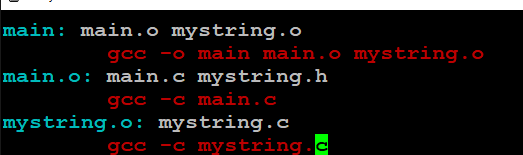 main: main.o mystring.o
        gcc -o main main.o mystring.o
main.o: main.c mystring.h
        gcc -c main.c
mystring.o: mystring.c
        gcc -c mystring.c